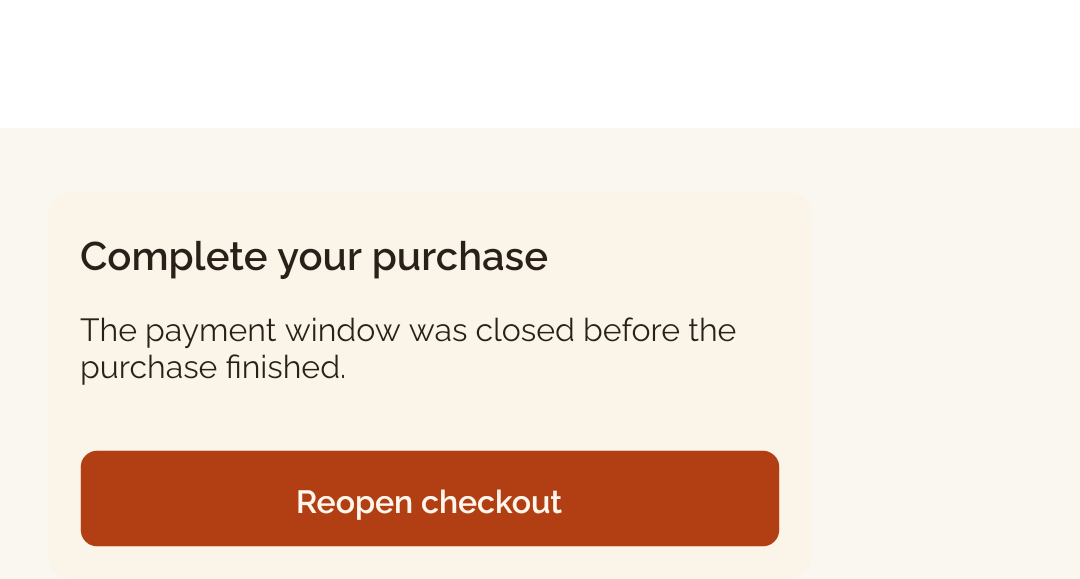 Complete your purchase
The payment window was closed before the
purchase finished.
Reopen checkout